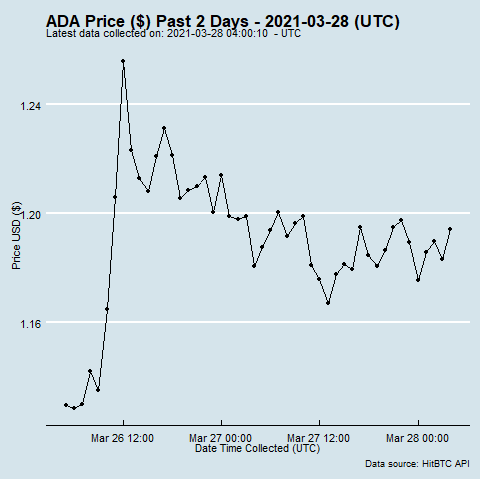 ADA Price ($) Past 2 Days - 2021-03-28 (UTC)
Latest data collected on: 2021-03-28 04:00:10 - UTC
1.24
1.20
1.16
Price USD ($)
Mar 26 12:00
Mar 27 00:00
Mar 27 12:00
Mar 28 00:00
Date Time Collected (UTC)
Data source: HitBTC API